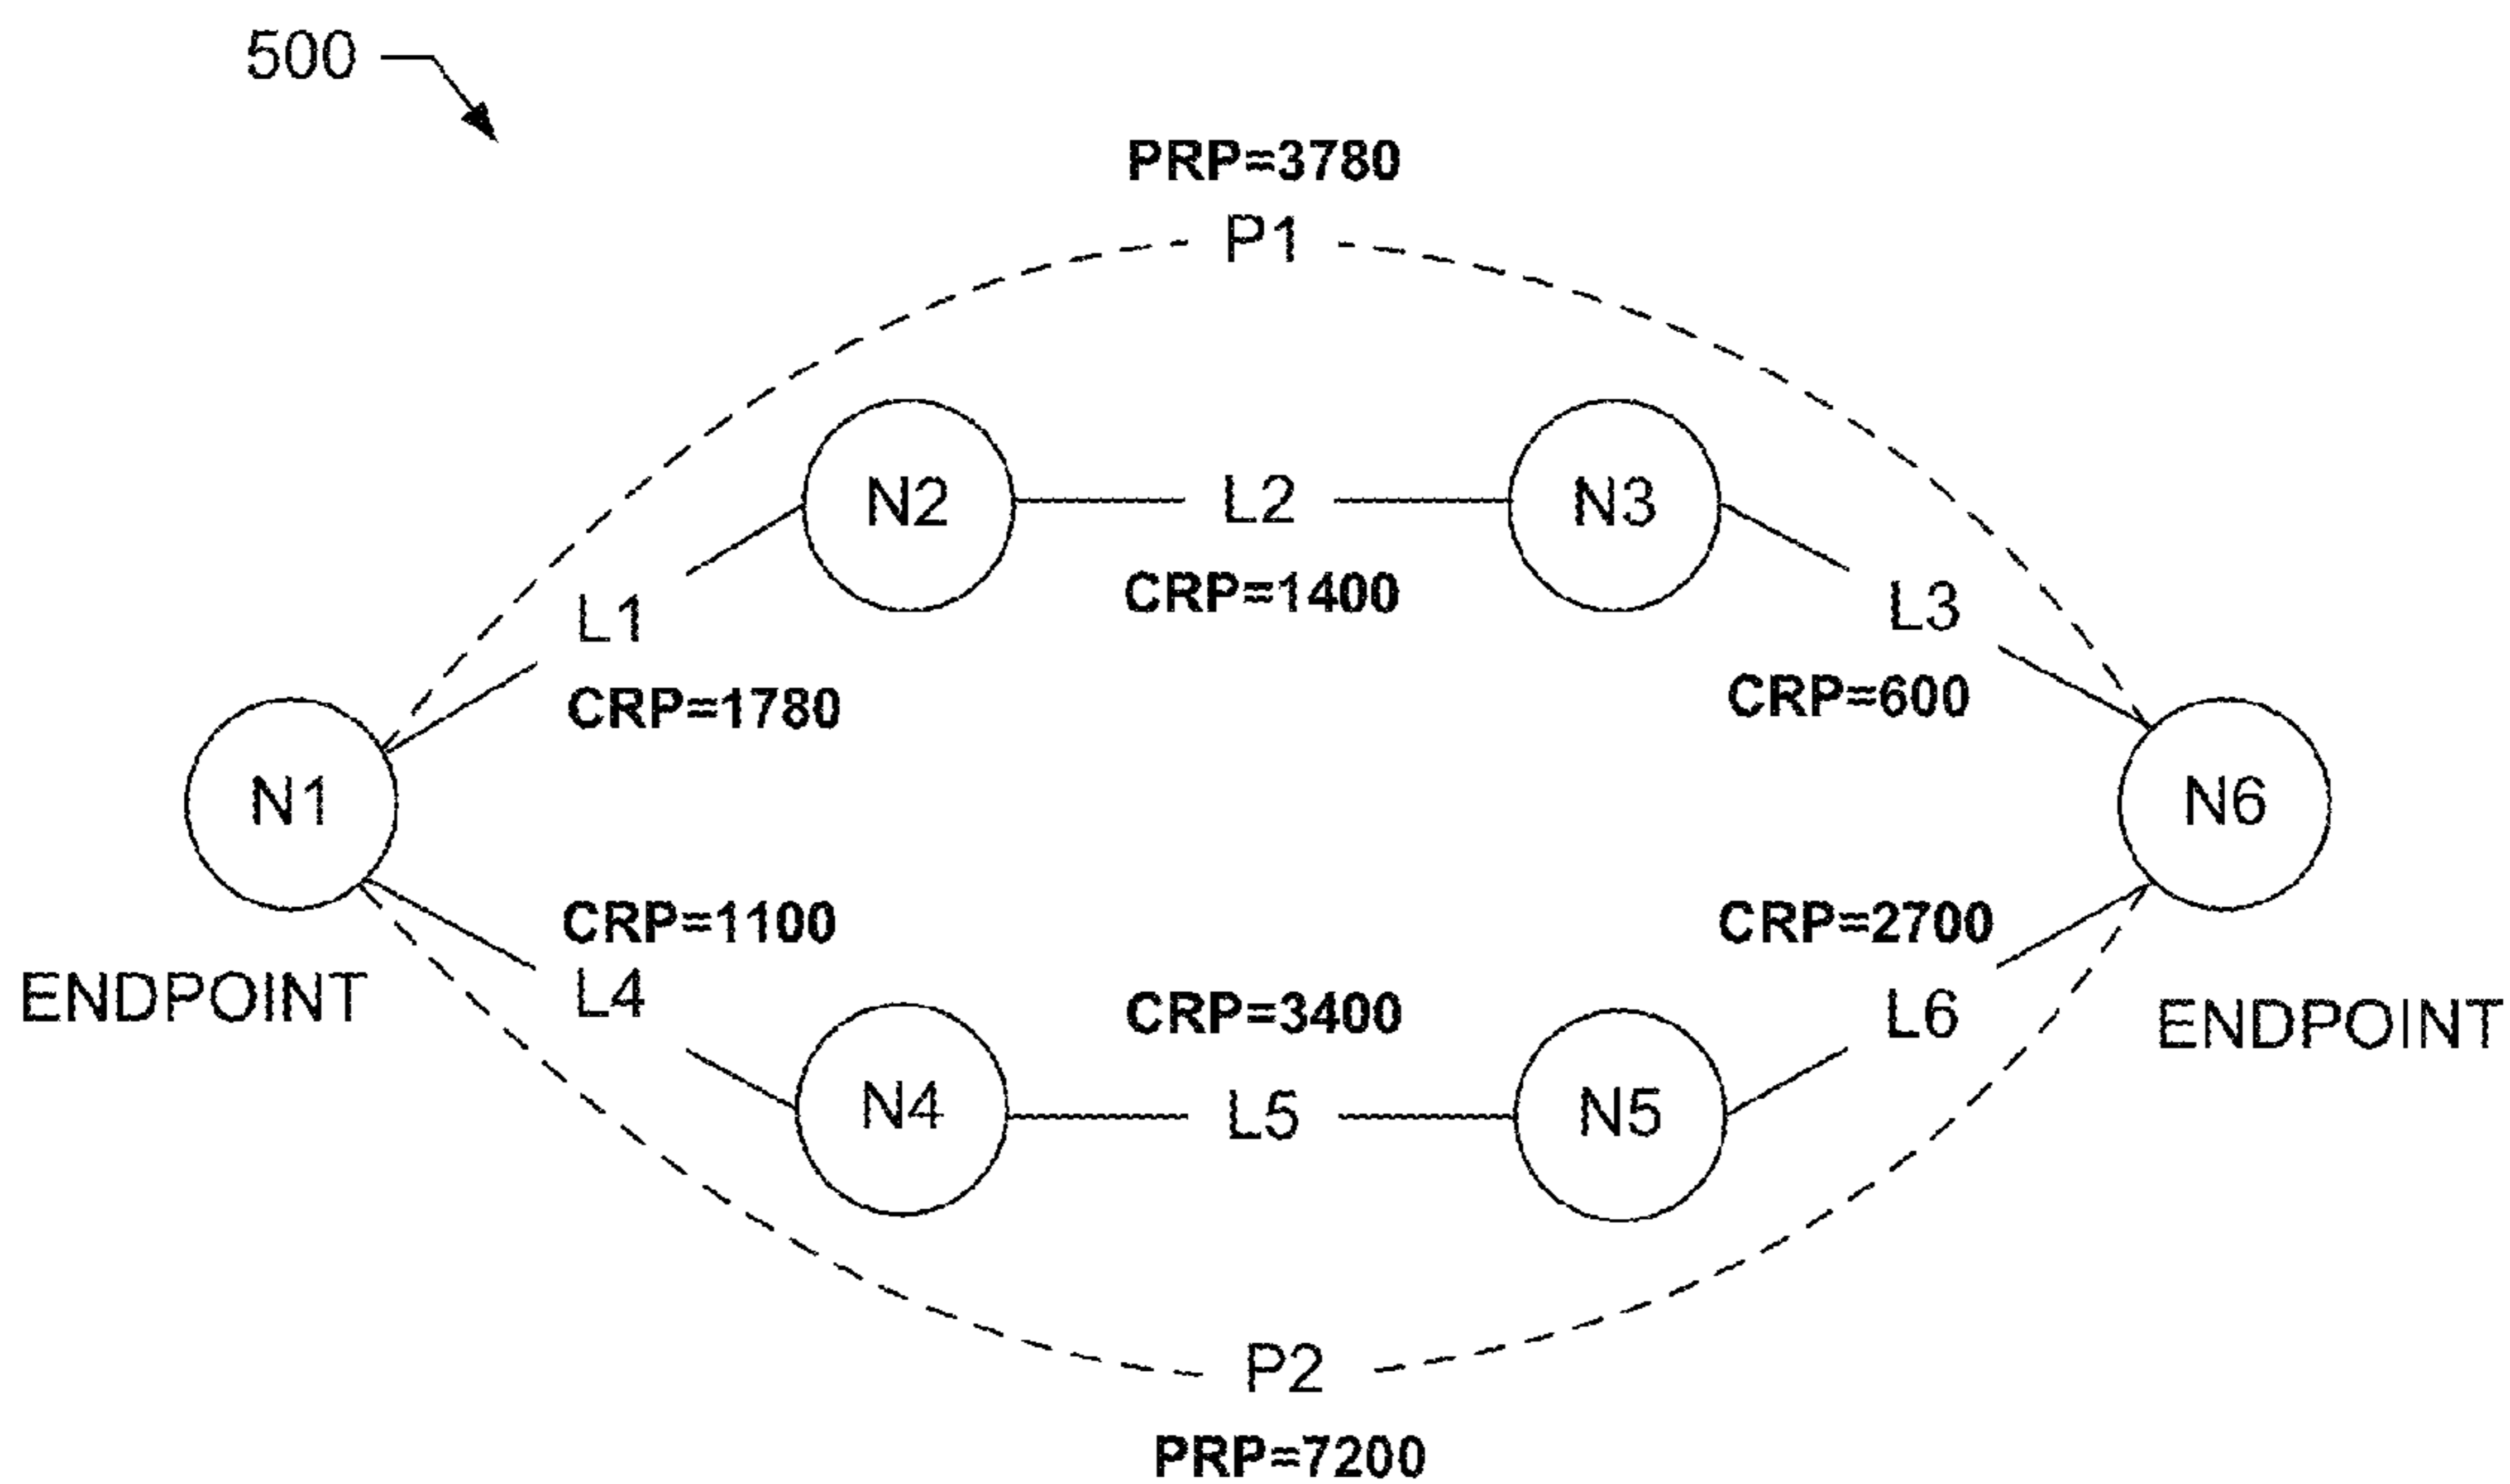 500
PRP=3780
P1
N2
L2
N3
CRP=1400
L1
L3
CRP=1780
CRP=600
N1
N6
CRP=1100
CRP=2700
ENDPOINT
L4
CRP=3400
L6
ENDPOINT
N4
L5
N5
P2
PRP=7200